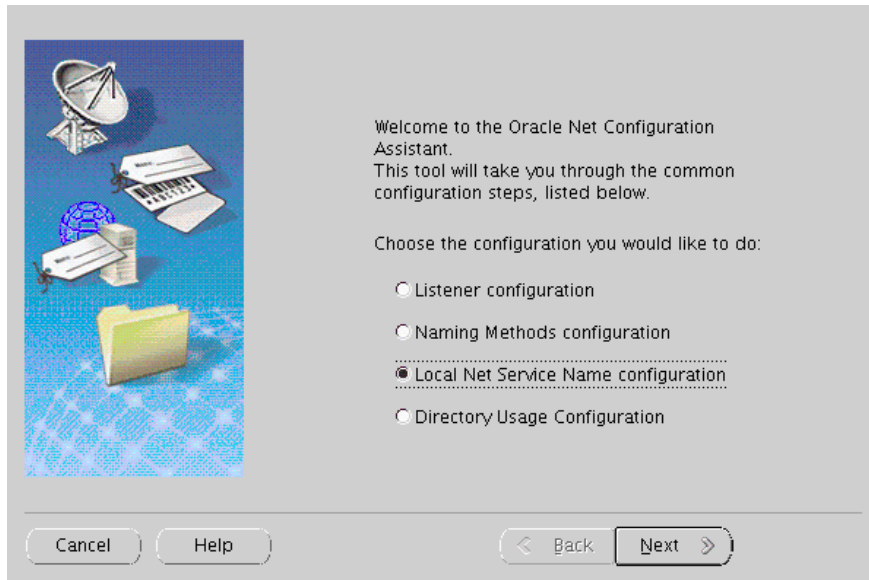 Welcome to the Oracle Net Configuration
Assistant.
This tool will take you through the common
configuration steps, listed below.
Choose the configuration you would like to do:
Listener configuration
Naming Methods configuration
Local Net Service Name configuration
Directory Usage Configuration
Cancel
Help
Back
Next